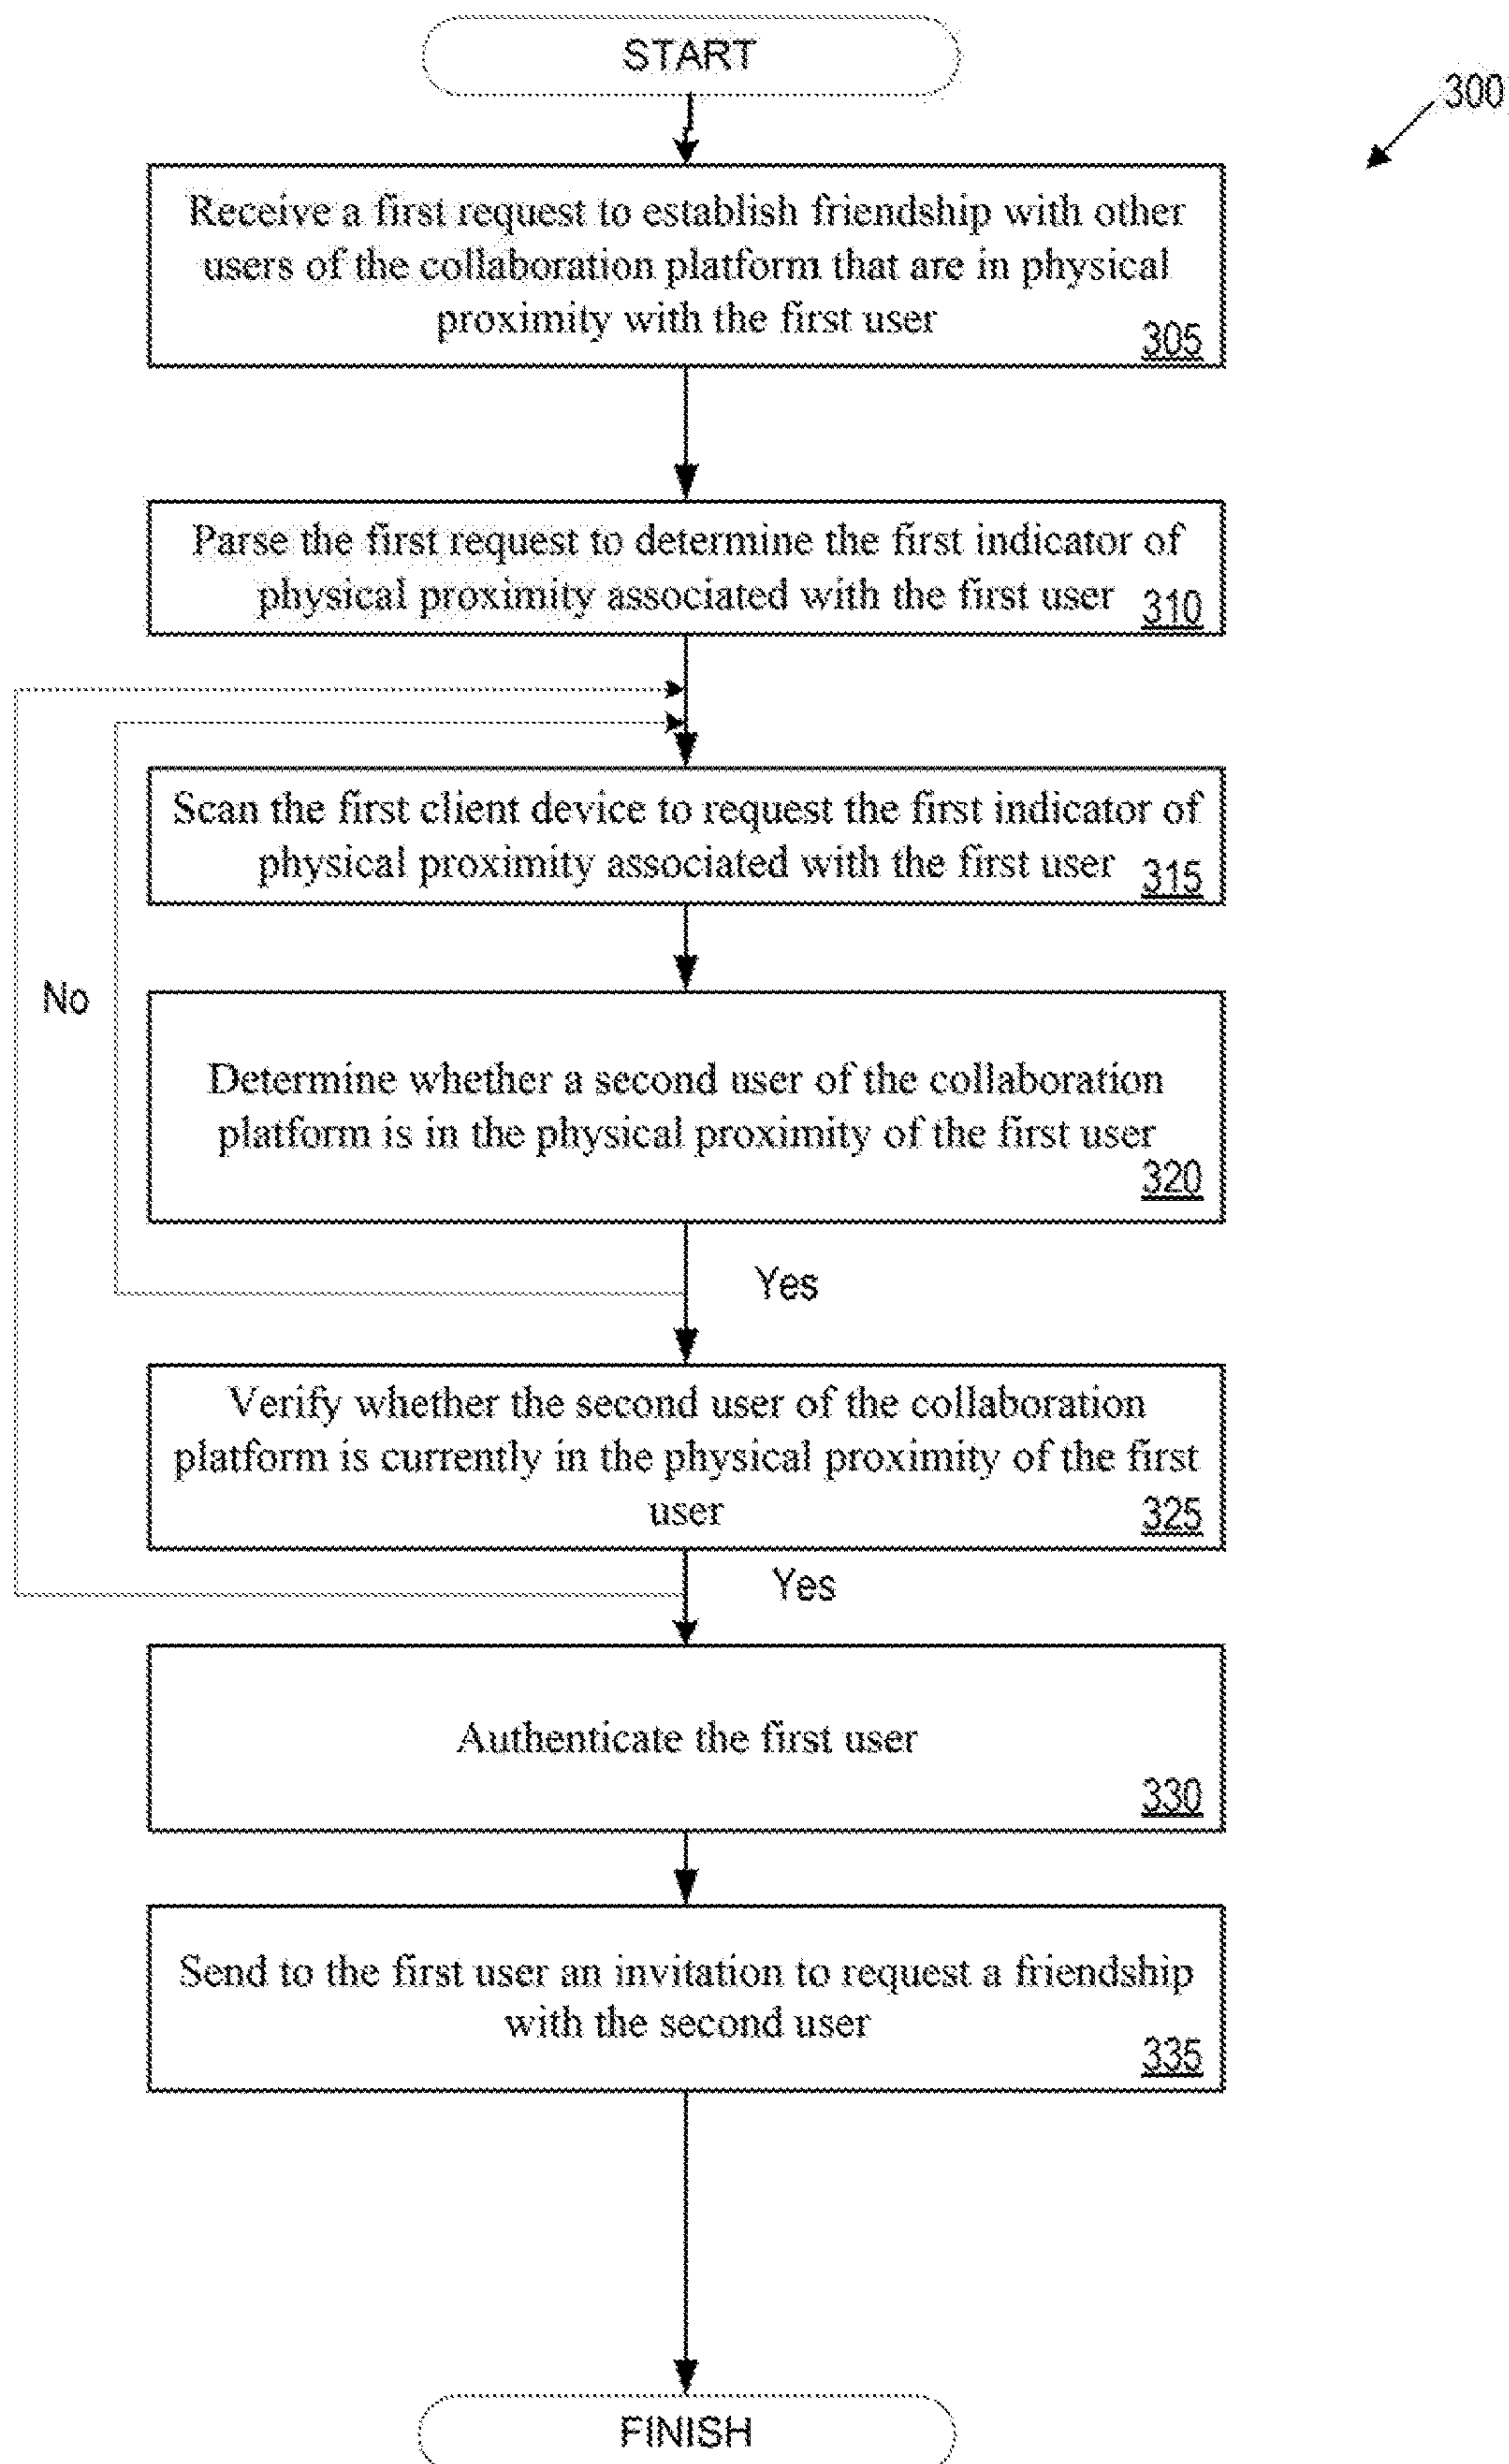 START
300
Receive a first request to establish friendship with other
users of the collaboration platform that are in physical
proximity with the first user
305
Parse the first request to determine the first indicator of
physical proximity associated with the first user
310
Scan the first client device to request the first indicator of
physical proximity associated with the first user
315
No
Determine whether a second user of the collaboration
platform is in the physical proximity of the first user
320
Yes
Verify whether the second user of the collaboration
platform is currently in the physical proximity of the first
user
325
Yes
Authenticate the first user
330
Send to the first user an invitation to request a friendship
with the second user
335
FINISH